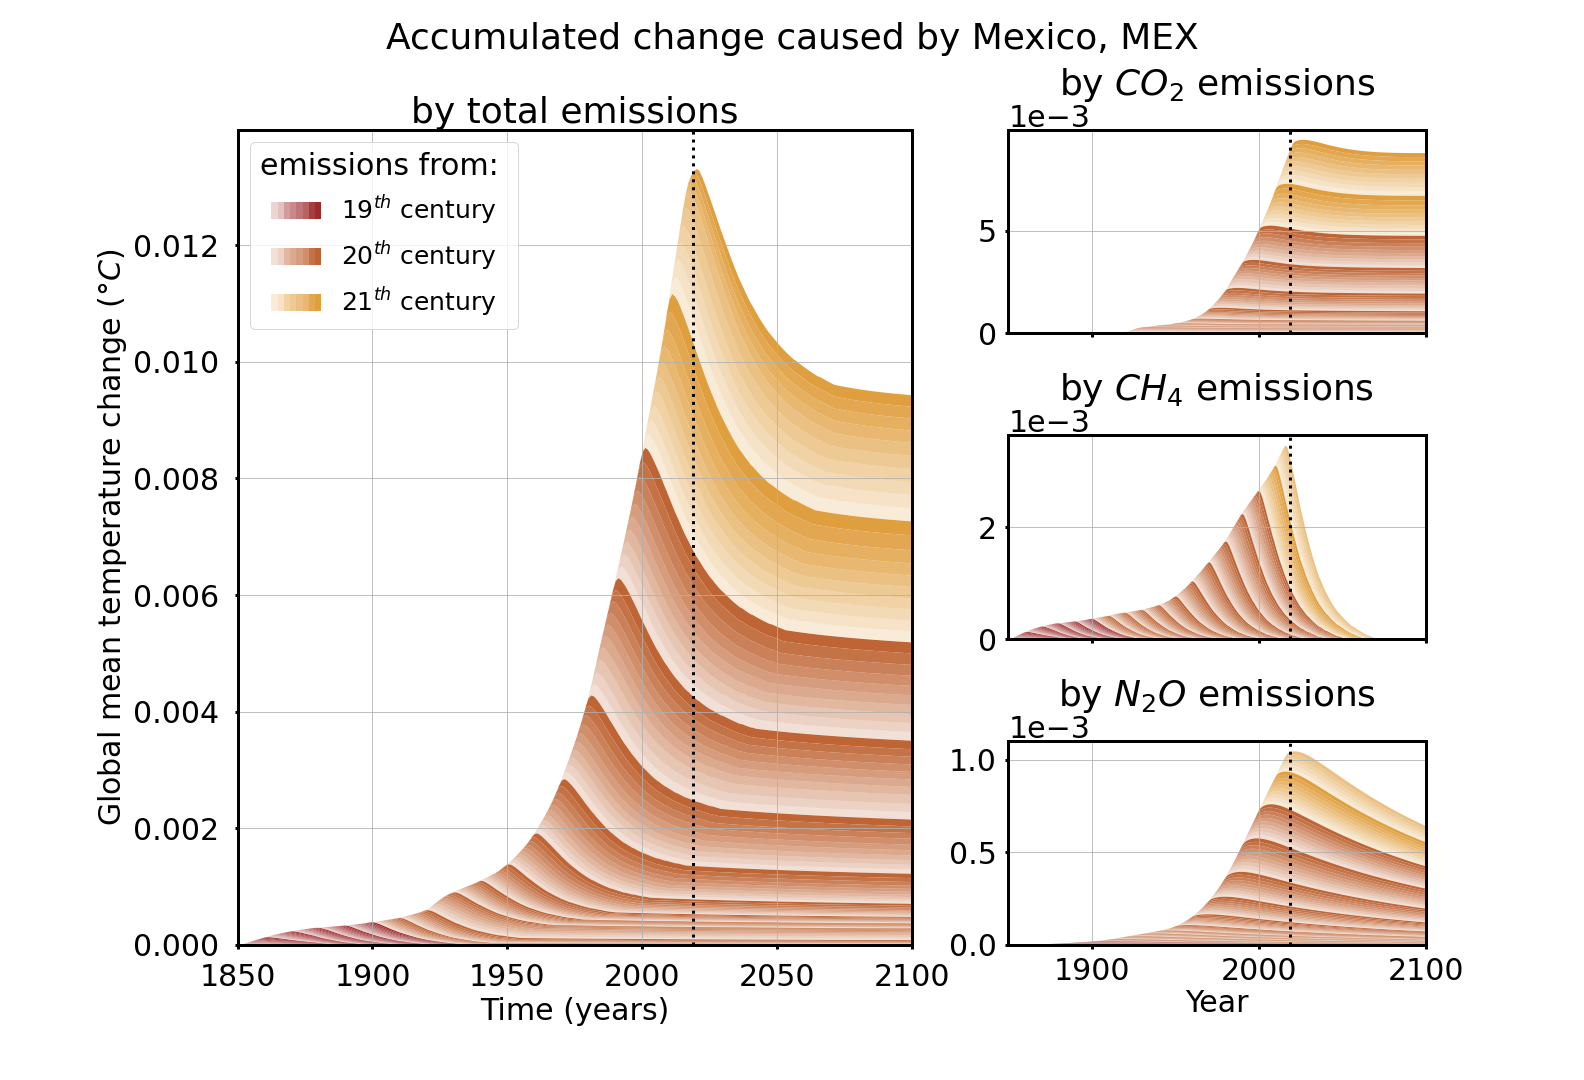 Accumulated change caused by Mexico, MEX
by total emissions
emissions from:
19th century
20th century
21th century
Global mean temperature change (°C)
0.012
0.010
0.008
0.006
0.004
0.002
0.000
1850 1900 1950 2000 2050 2100
Time (years)
by CO2 emissions
1e−3
5
0
by CH4 emissions
1e−3
2
0
by N2O emissions
1e−3
1.0
0.5
0.0
1900 2000 2100
Year